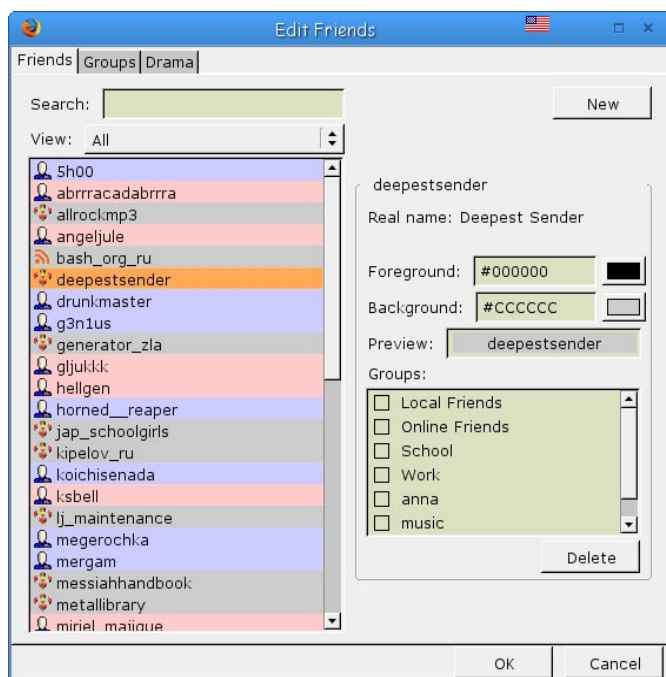 Edit Friends
Friends Groups Drama
Search:
New
View: All
5h00
abrrracadabrrra
allrockmp3
angeljule
bash_org_ru
deepestsender
drunkmaster
g3n1us
generator_zla
gljukkk
hellgen
horned__reaper
jap_schoolgirls
kipelov_ru
koichisenada
ksbell
lj_maintenance
megerochka
mergam
messiahhandbook
metallibrary
miriel_majique
deepestsender
Real name: Deepest Sender
Foreground: #000000
Background: #CCCCCC
Preview: deepestsender
Groups:
Local Friends
Online Friends
School
Work
anna
music
Delete
OK Cancel